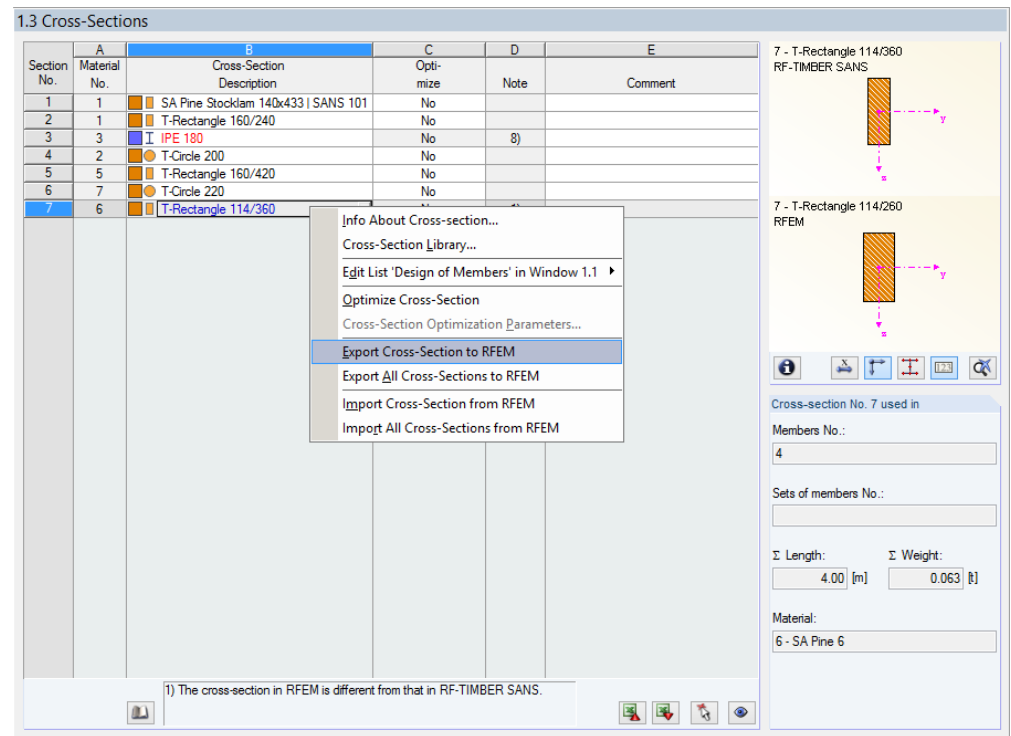 1.3 Cross-Sections
A B C D E
Section No. Material No. Cross-Section Description Opti-mize Note Comment
1 1 SA Pine Stocklam 140x433 | SANS 101 No
2 1 T-Rectangle 160/240 No
3 3 IPE 180 No 8)
4 2 T-Circle 200 No
5 5 T-Rectangle 160/420 No
6 7 T-Circle 220 No
7 6 T-Rectangle 114/360
Info About Cross-section...
Cross-Section Library...
Edit List 'Design of Members' in Window 1.1
Optimize Cross-Section
Cross-Section Optimization Parameters...
Export Cross-Section to RFEM
Export All Cross-Sections to RFEM
Import Cross-Section from RFEM
Import All Cross-Sections from RFEM
1) The cross-section in RFEM is different from that in RF-TIMBER SANS.
7 - T-Rectangle 114/360
RF-TIMBER SANS
y
z
7 - T-Rectangle 114/260
RFEM
y
z
x 123
Cross-section No. 7 used in
Members No.:
4
Sets of members No.:
Σ Length: Σ Weight:
4.00 [m] 0.063 [t]
Material:
6 - SA Pine 6